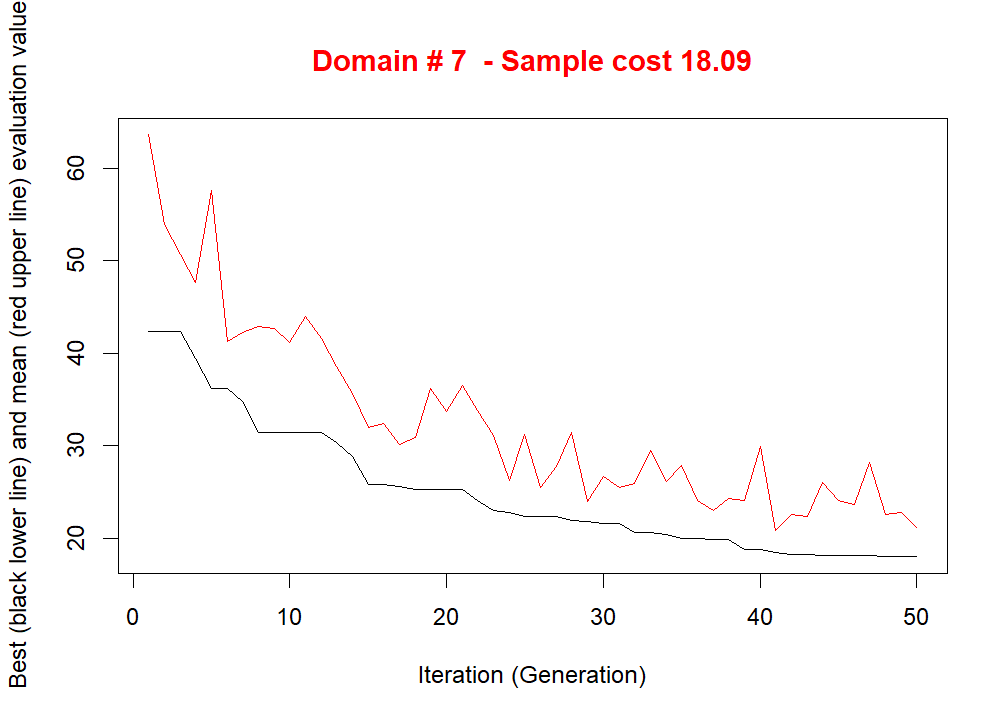 Domain # 7  - Sample cost 18.09
Best (black lower line) and mean (red upper line) evaluation value
60
50
40
30
20
0 10 20 30 40 50
Iteration (Generation)